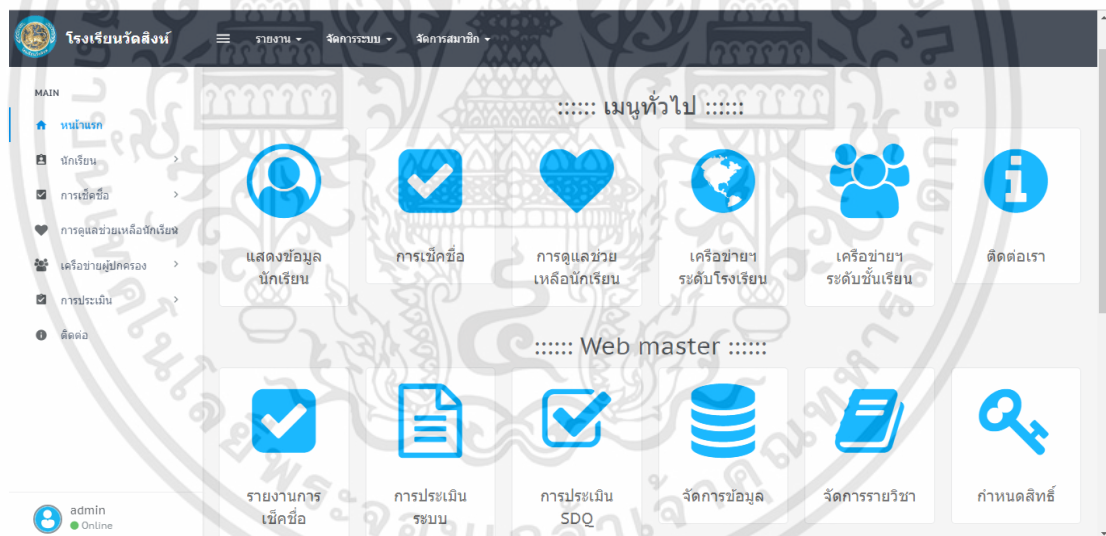 โรงเรียนวัดสิงห์
รายงาน
จัดการระบบ
จัดการสมาชิก
MAIN
หน้าแรก
นักเรียน
การเช็คชื่อ
การดูแลช่วยเหลือนักเรียน
เครือข่ายผู้ปกครอง
การประเมิน
ติดต่อ
admin
Online
:::::: เมนูทั่วไป ::::::
แสดงข้อมูล
นักเรียน
การเช็คชื่อ
การดูแลช่วย
เหลือนักเรียน
เครือข่ายฯ
ระดับโรงเรียน
เครือข่ายฯ
ระดับชั้นเรียน
ติดต่อเรา
:::::: Web master ::::::
รายงานการ
เช็คชื่อ
การประเมิน
ระบบ
การประเมิน
SDQ
จัดการข้อมูล
จัดการรายวิชา
กำหนดสิทธิ์